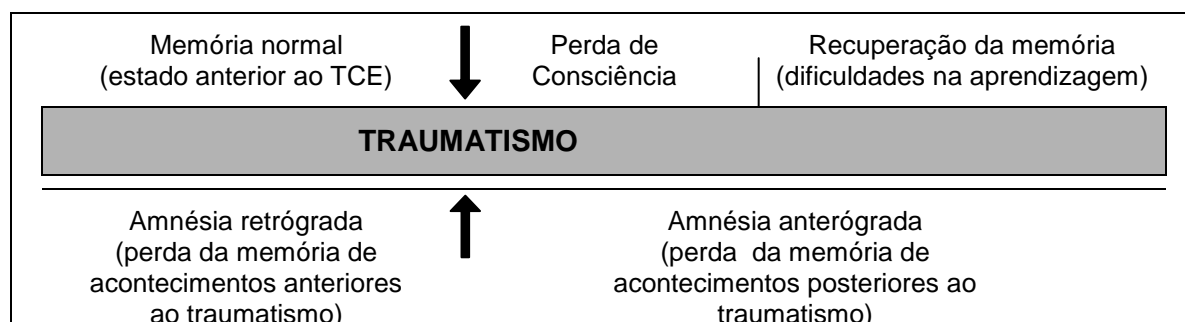 Memória normal
(estado anterior ao TCE)
Perda de
Consciência
Recuperação da memória
(dificuldades na aprendizagem)
TRAUMATISMO
Amnésia retrógrada
(perda da memória de
acontecimentos anteriores
ao traumatismo)
Amnésia anterógrada
(perda da memória de
acontecimentos posteriores ao
traumatismo)